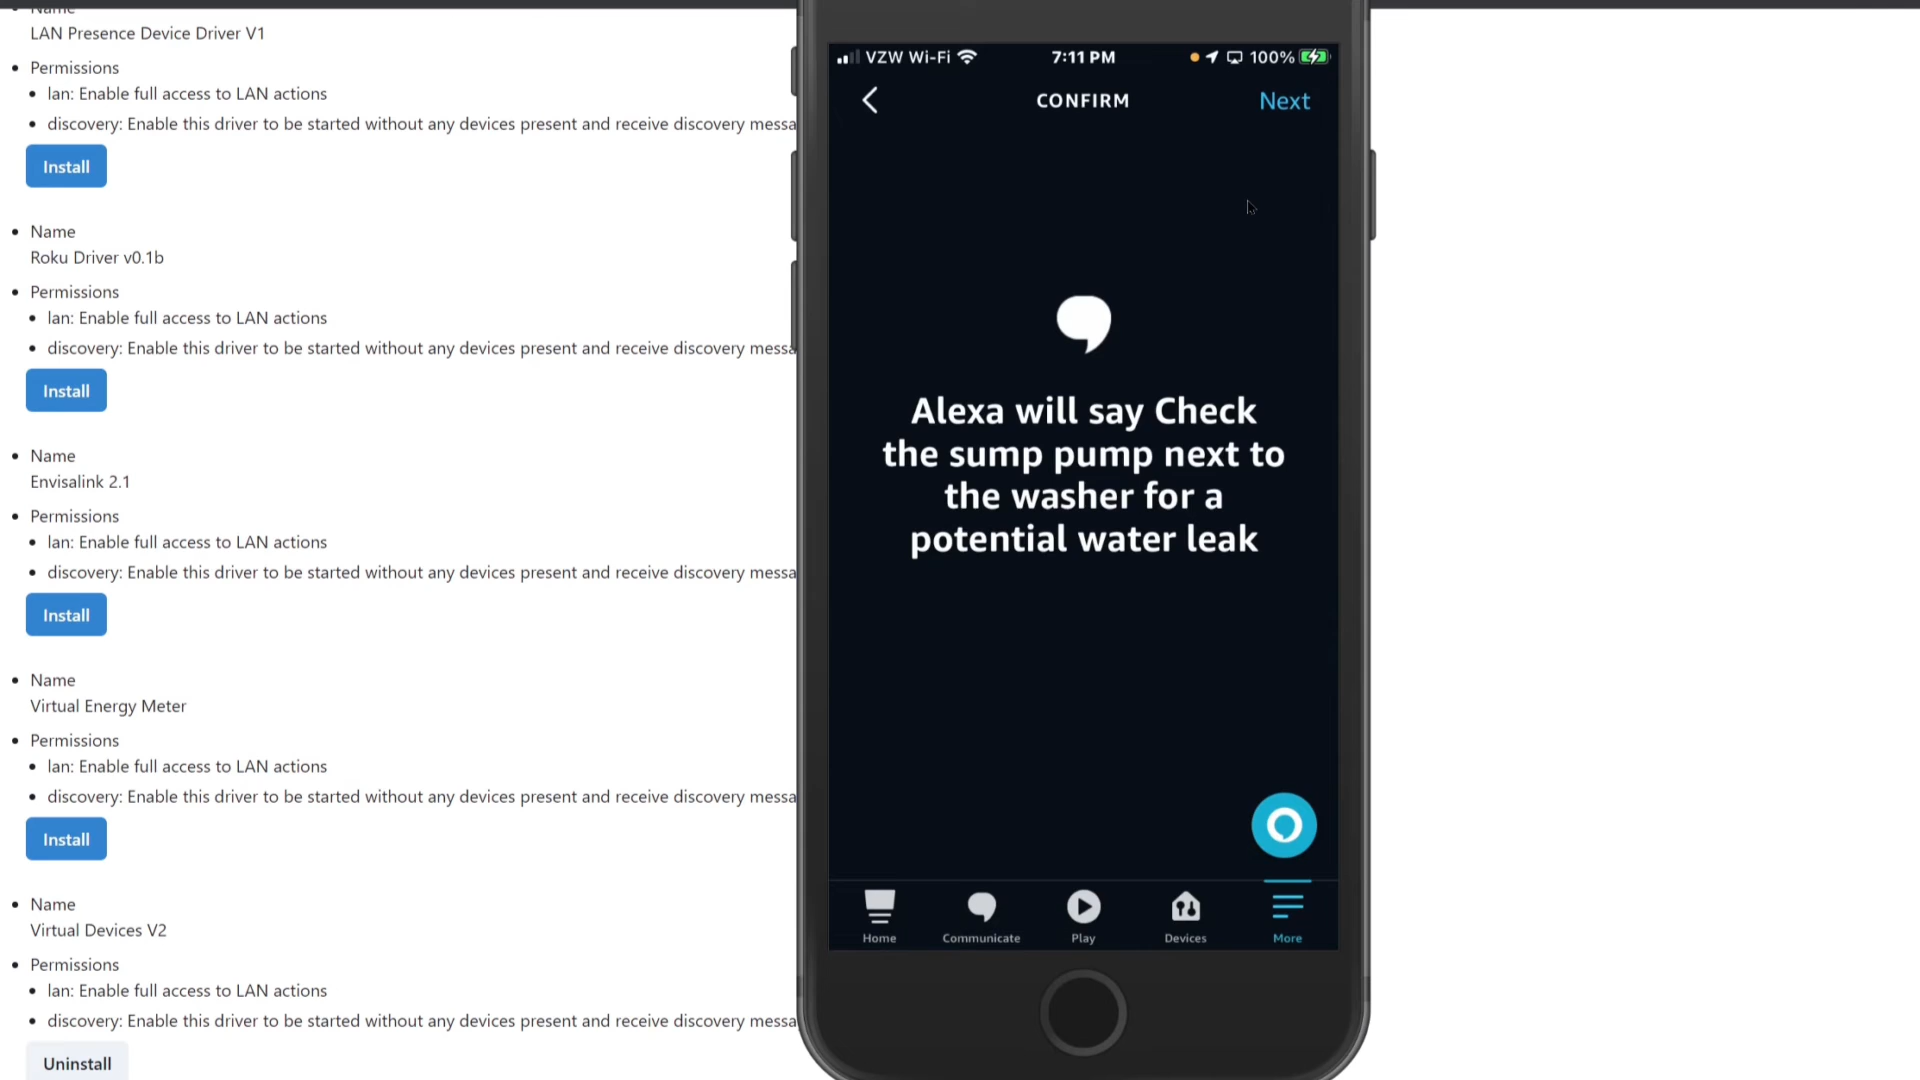 Name
LAN Presence Device Driver V1
Permissions
lan: Enable full access to LAN actions
discovery: Enable this driver to be started without any devices present and receive discovery messa
Install
Name
Roku Driver v0.1b
Permissions
lan: Enable full access to LAN actions
discovery: Enable this driver to be started without any devices present and receive discovery messa
Install
Name
Envisalink 2.1
Permissions
lan: Enable full access to LAN actions
discovery: Enable this driver to be started without any devices present and receive discovery messa
Install
Name
Virtual Energy Meter
Permissions
lan: Enable full access to LAN actions
discovery: Enable this driver to be started without any devices present and receive discovery messa
Install
Name
Virtual Devices V2
Permissions
lan: Enable full access to LAN actions
discovery: Enable this driver to be started without any devices present and receive discovery messa
Uninstall
VZW Wi-Fi 7:11 PM 100%
CONFIRM Next
Alexa will say Check
the sump pump next to
the washer for a
potential water leak
Home Communicate Play Devices More